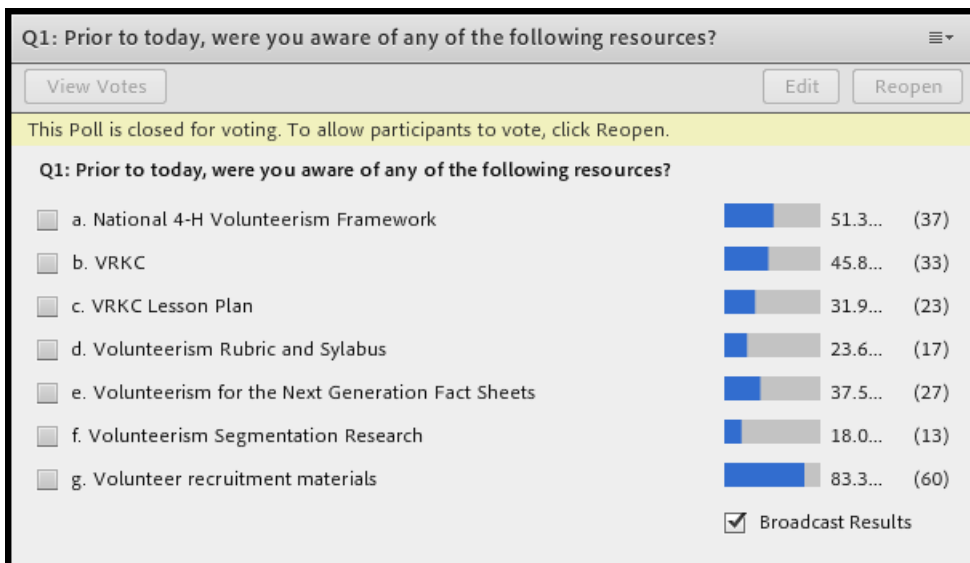 Q1: Prior to today, were you aware of any of the following resources?
View Votes Edit Reopen
This Poll is closed for voting. To allow participants to vote, click Reopen.
Q1: Prior to today, were you aware of any of the following resources?
a. National 4-H Volunteerism Framework 51.3... (37)
b. VRKC 45.8... (33)
c. VRKC Lesson Plan 31.9... (23)
d. Volunteerism Rubric and Sylabus 23.6... (17)
e. Volunteerism for the Next Generation Fact Sheets 37.5... (27)
f. Volunteerism Segmentation Research 18.0... (13)
g. Volunteer recruitment materials 83.3... (60)
Broadcast Results